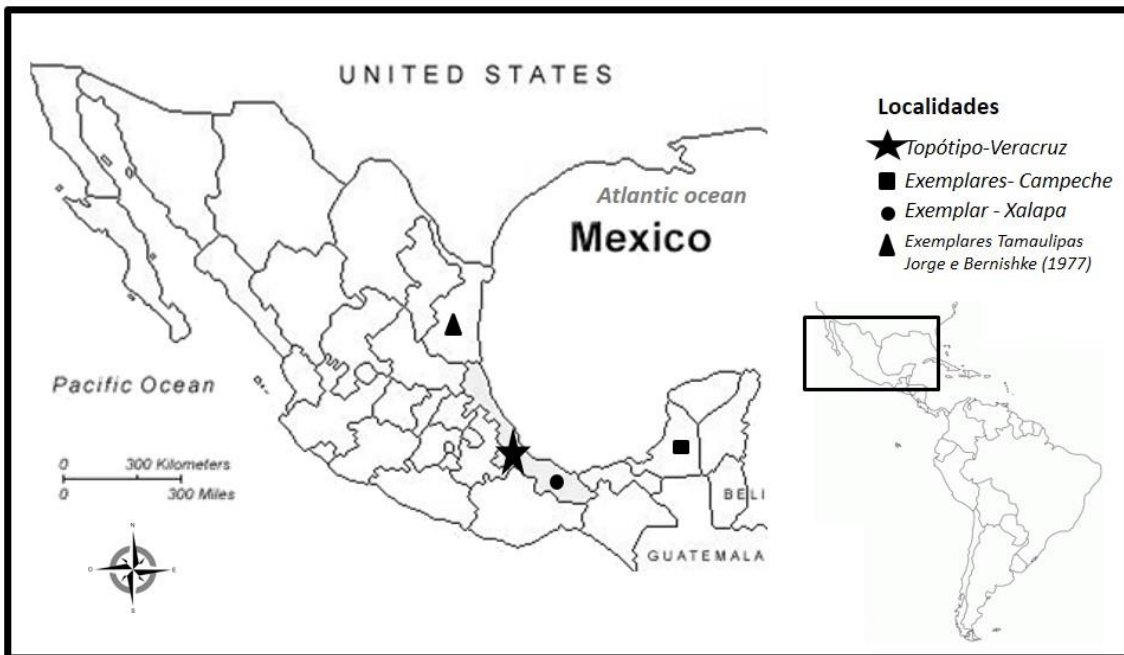 UNITED STATES
Atlantic ocean
Mexico
Pacific Ocean
0 300 Kilometers
0 300 Miles
BELI
GUATEMALA
N
O E
S
Localidades
Topótipo-Veracruz
Exemplares- Campeche
Exemplar - Xalapa
Exemplares Tamaulipas
Jorge e Bernishke (1977)